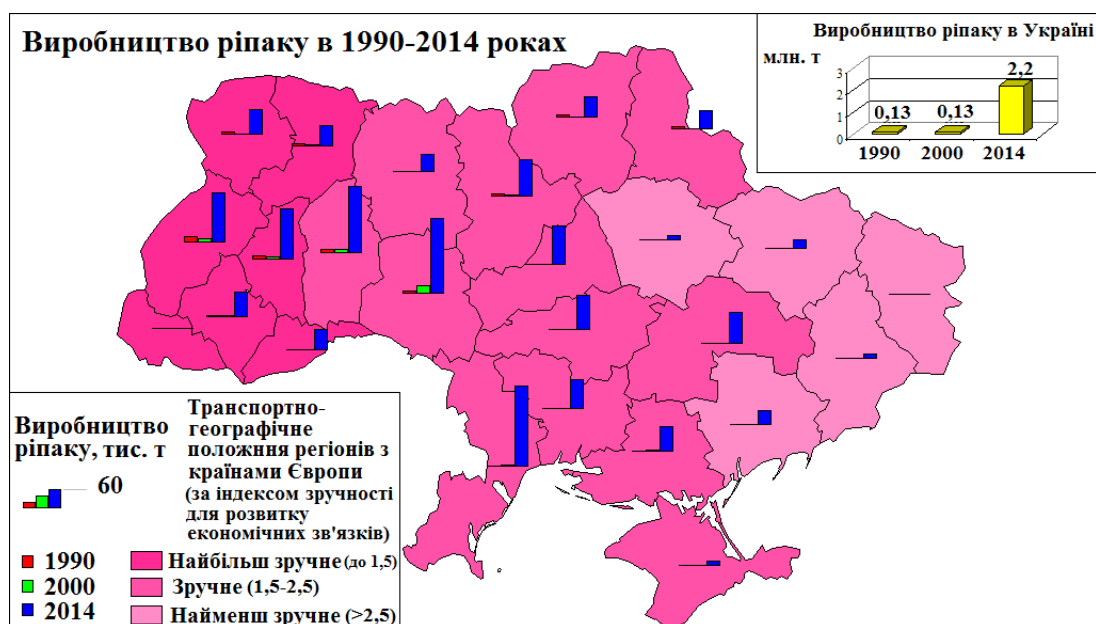 Виробництво ріпаку в 1990-2014 роках
Виробництво ріпаку в Україні
млн. т
3
2
1
0
0,13
0,13
2,2
1990
2000
2014
Виробництво
ріпаку, тис. т
60
1990
2000
2014
Транспортно-
географічне
положння регіонів з
країнами Європи
(за індексом зручності
для розвитку
економічних зв'язків)
Найбільш зручне (до 1,5)
Зручне (1,5-2,5)
Найменш зручне (>2,5)